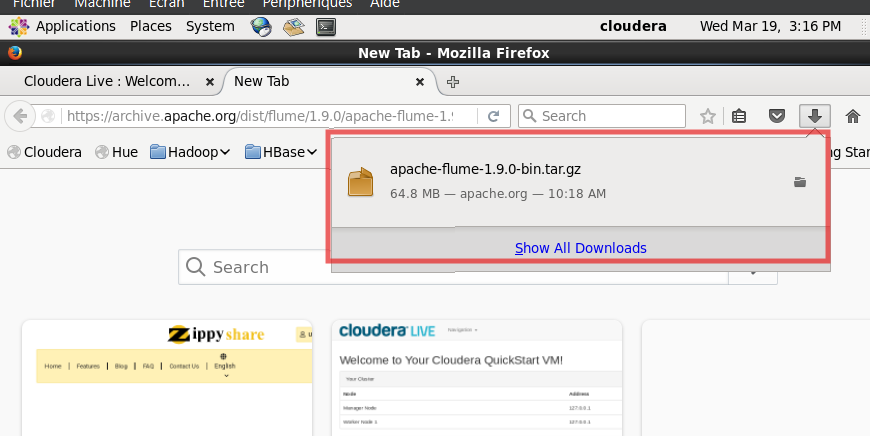 Fichier Machine Écran Entrée Périphériques Aide
Applications Places System cloudera Wed Mar 19, 3:16 PM
New Tab - Mozilla Firefox
Cloudera Live : Welcom... New Tab
https://archive.apache.org/dist/flume/1.9.0/apache-flume-1.9 Search
Cloudera Hue Hadoop HBase ng Star
apache-flume-1.9.0-bin.tar.gz
64.8 MB — apache.org — 10:18 AM
Show All Downloads
Search
Zippyshare
Home | Features | Blog | FAQ | Contact Us | English
cloudera LIVE Navigation
Welcome to Your Cloudera QuickStart VM!
Your Cluster
Node Address
Manager Node 127.0.0.1
Worker Node 1 127.0.0.1